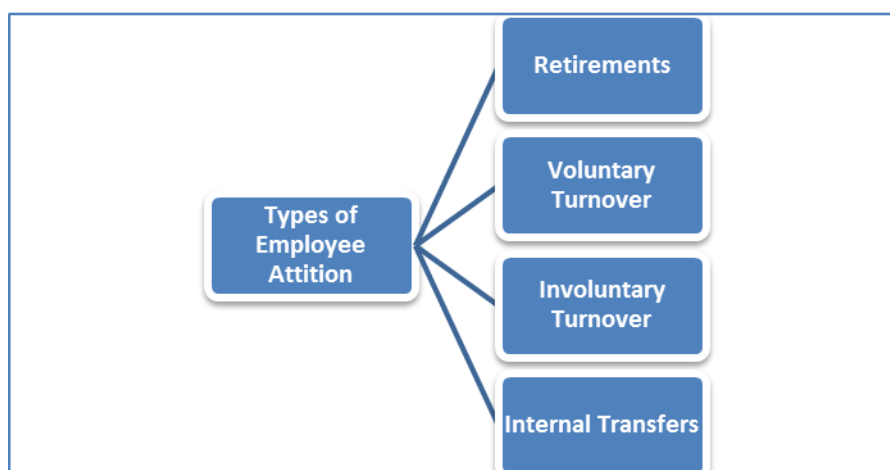 Retirements
Voluntary
Turnover
Types of
Employee
Attition
Involuntary
Turnover
Internal Transfers